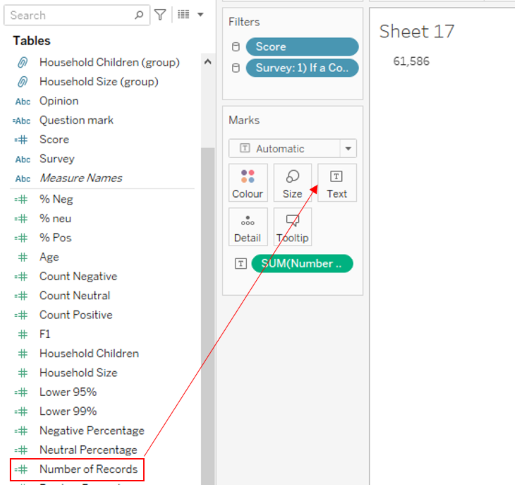 Search
Tables
Household Children (group)
Household Size (group)
Abc Opinion
=Abc Question mark
=# Score
Abc Survey
Abc Measure Names
=# % Neg
=# % neu
=# % Pos
# Age
=# Count Negative
=# Count Neutral
=# Count Positive
# F1
# Household Children
# Household Size
=# Lower 95%
=# Lower 99%
=# Negative Percentage
=# Neutral Percentage
=# Number of Records
Filters
Score
Survey: 1) If a Co..
Marks
T Automatic
Colour
Size
T Text
Detail
Tooltip
T SUM(Number ..
Sheet 17
61,586